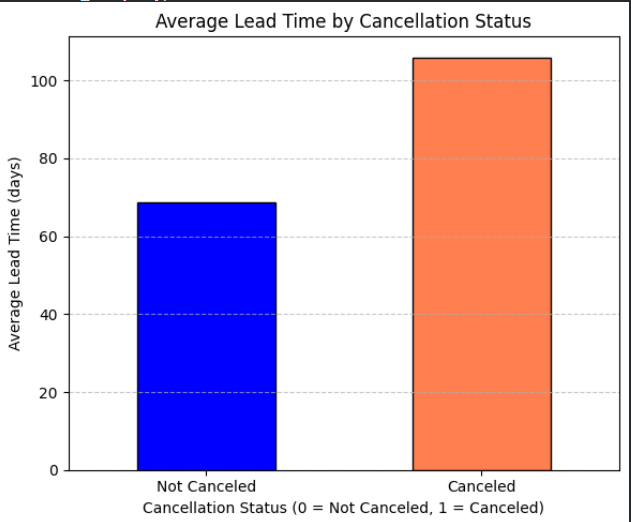 Average Lead Time by Cancellation Status
Average Lead Time (days)
100
80
60
40
20
0
Not Canceled Canceled
Cancellation Status (0 = Not Canceled, 1 = Canceled)